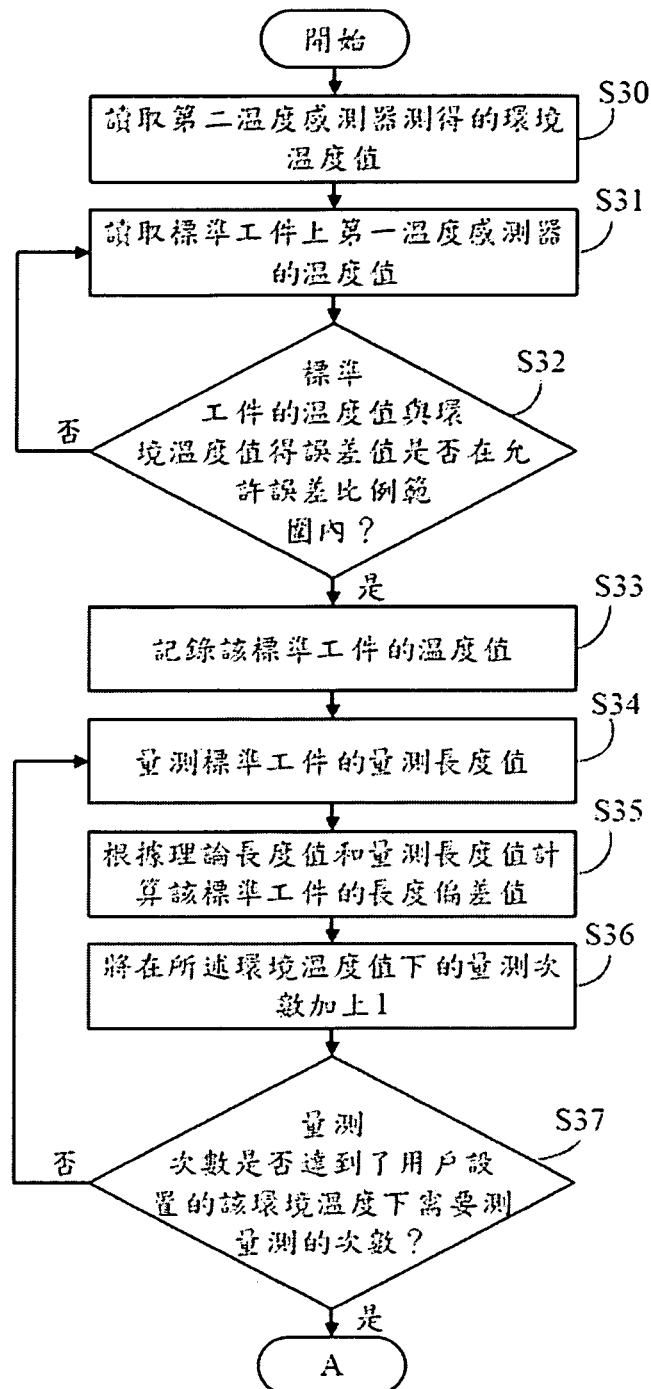 開始
S30
讀取第二溫度感測器測得的環境
溫度值
S31
讀取標準工件上第一溫度感測器
的溫度值
S32
標準
工件的溫度值與環
境溫度值得誤差值是否在允
許誤差比例範
圍內？
否
是
S33
記錄該標準工件的溫度值
S34
量測標準工件的量測長度值
S35
根據理論長度值和量測長度值計
算該標準工件的長度偏差值
S36
將在所述環境溫度值下的量測次
數加上1
S37
量測
次數是否達到了用戶設
置的該環境溫度下需要測
量測的次數？
否
是
A